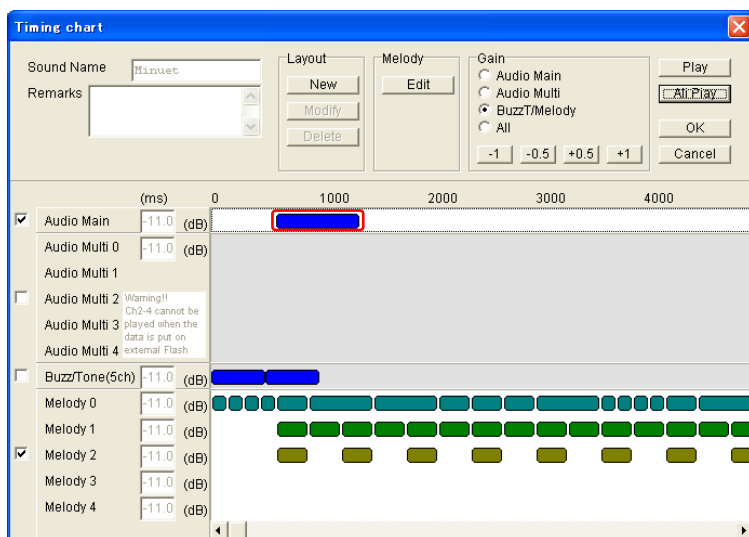 Timing chart
Sound Name Minuet
Remarks
Layout
New
Modify
Delete
Melody
Edit
Gain
Audio Main
Audio Multi
BuzzT/Melody
All
-1 -0.5 +0.5 +1
Play
All Play
OK
Cancel
(ms) 0 1000 2000 3000 4000
Audio Main -11.0 (dB)
Audio Multi 0 -11.0 (dB)
Audio Multi 1
Audio Multi 2
Audio Multi 3
Audio Multi 4
Warning!!
Ch2-4 cannot be
played when the
data is put on
external Flash
Buzz/Tone(5ch) -11.0 (dB)
Melody 0 -11.0 (dB)
Melody 1 -11.0 (dB)
Melody 2 -11.0 (dB)
Melody 3 -11.0 (dB)
Melody 4 -11.0 (dB)